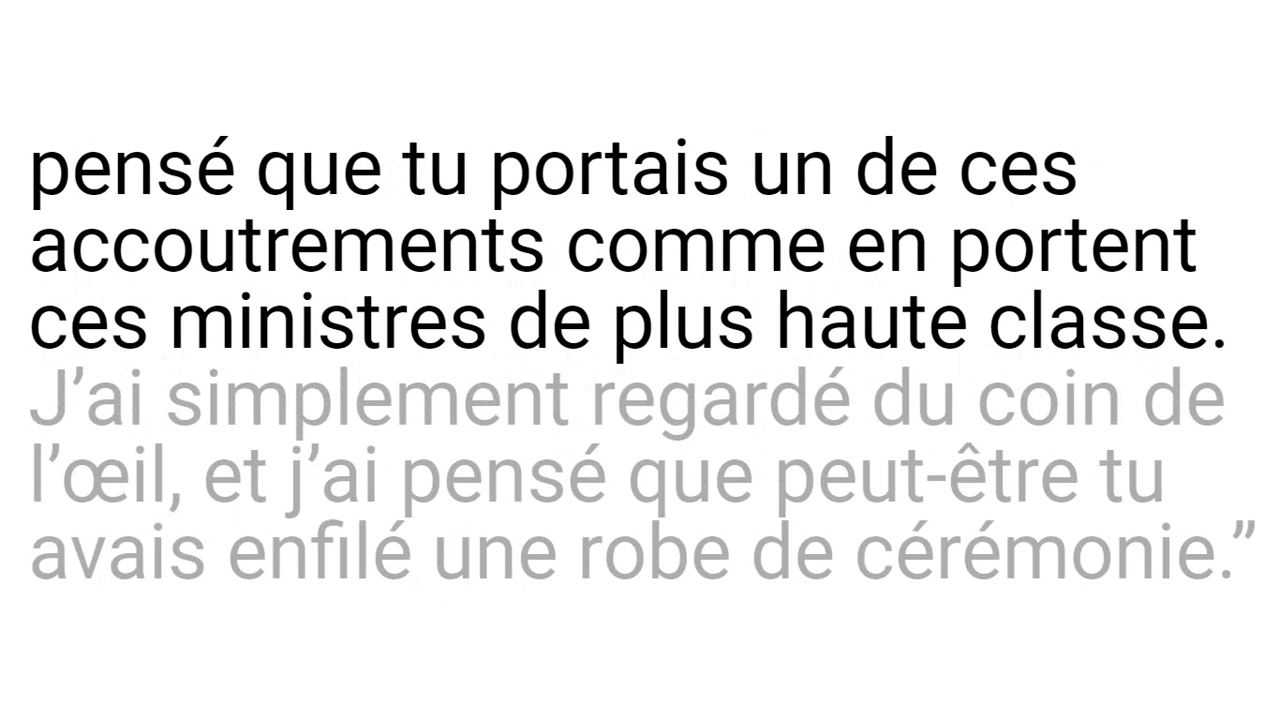 pensé que tu portais un de ces
accoutrements comme en portent
ces ministres de plus haute classe.
J’ai simplement regardé du coin de
l’œil, et j’ai pensé que peut-être tu
avais enfilé une robe de cérémonie.”